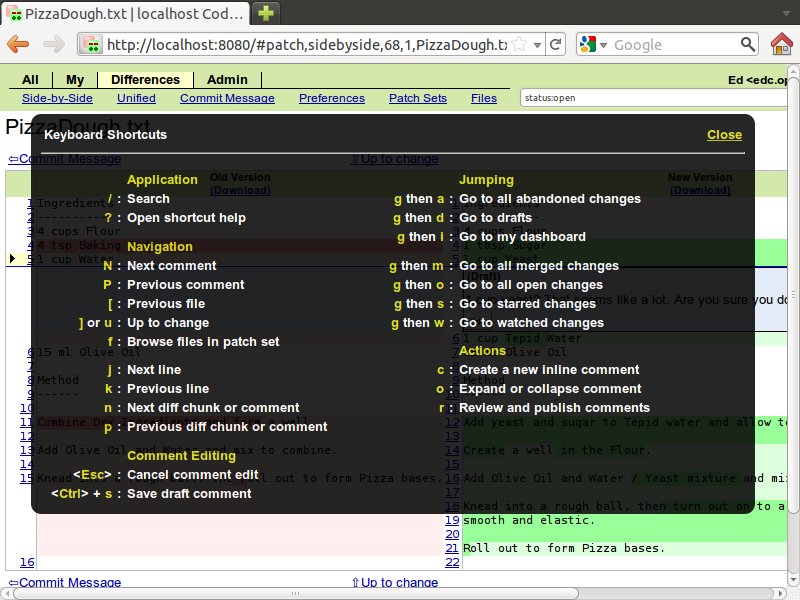 PizzaDough.txt | localhost Cod...
http://localhost:8080/#patch,sidebyside,68,1,PizzaDough.tx
Google
All My Differences Admin
Ed <edc.op
Side-by-Side Unified Commit Message Preferences Patch Sets Files
status:open
PizzaDough.txt
Keyboard Shortcuts Close
⇦Commit Message ⇧Up to change
Old Version (Download)
New Version (Download)
Application
/ : Search
? : Open shortcut help
Navigation
N : Next comment
P : Previous comment
[ : Previous file
] or u : Up to change
f : Browse files in patch set
j : Next line
k : Previous line
n : Next diff chunk or comment
p : Previous diff chunk or comment
Comment Editing
<Esc> : Cancel comment edit
<Ctrl> + s : Save draft comment
Jumping
g then a : Go to all abandoned changes
g then d : Go to drafts
g then i : Go to my dashboard
g then m : Go to all merged changes
g then o : Go to all open changes
g then s : Go to starred changes
g then w : Go to watched changes
Actions
c : Create a new inline comment
o : Expand or collapse comment
r : Review and publish comments
1 Ingredients
2 -----------
3 4 cups Flour
4 4 tsp Baking
5 1 cup Water
6 15 ml Olive Oil
7
8 Method
9 ------
10
11 Combine Dry
12
13 Add Olive Oil and Water and mix to combine.
14
15 Knead into a rough ball, the roll out to form Pizza bases.
16
(Draft)
That seems like a lot. Are you sure you do
6 1 cup Tepid Water
Olive Oil
Method
12 Add yeast and sugar to Tepid water and allow to
13
14 Create a well in the Flour.
15
16 Add Olive Oil and Water / Yeast mixture and mi
17
18 Knead into a rough ball, then turn out on to a
19 smooth and elastic.
20
21 Roll out to form Pizza bases.
22
⇦Commit Message ⇧Up to change